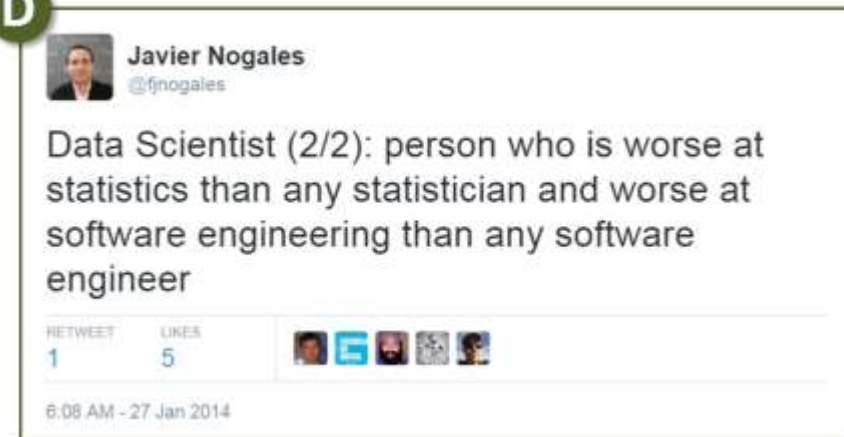 D
Javier Nogales
@fjnogales
Data Scientist (2/2): person who is worse at
statistics than any statistician and worse at
software engineering than any software
engineer
RETWEET LIKES
1 5
6:08 AM - 27 Jan 2014